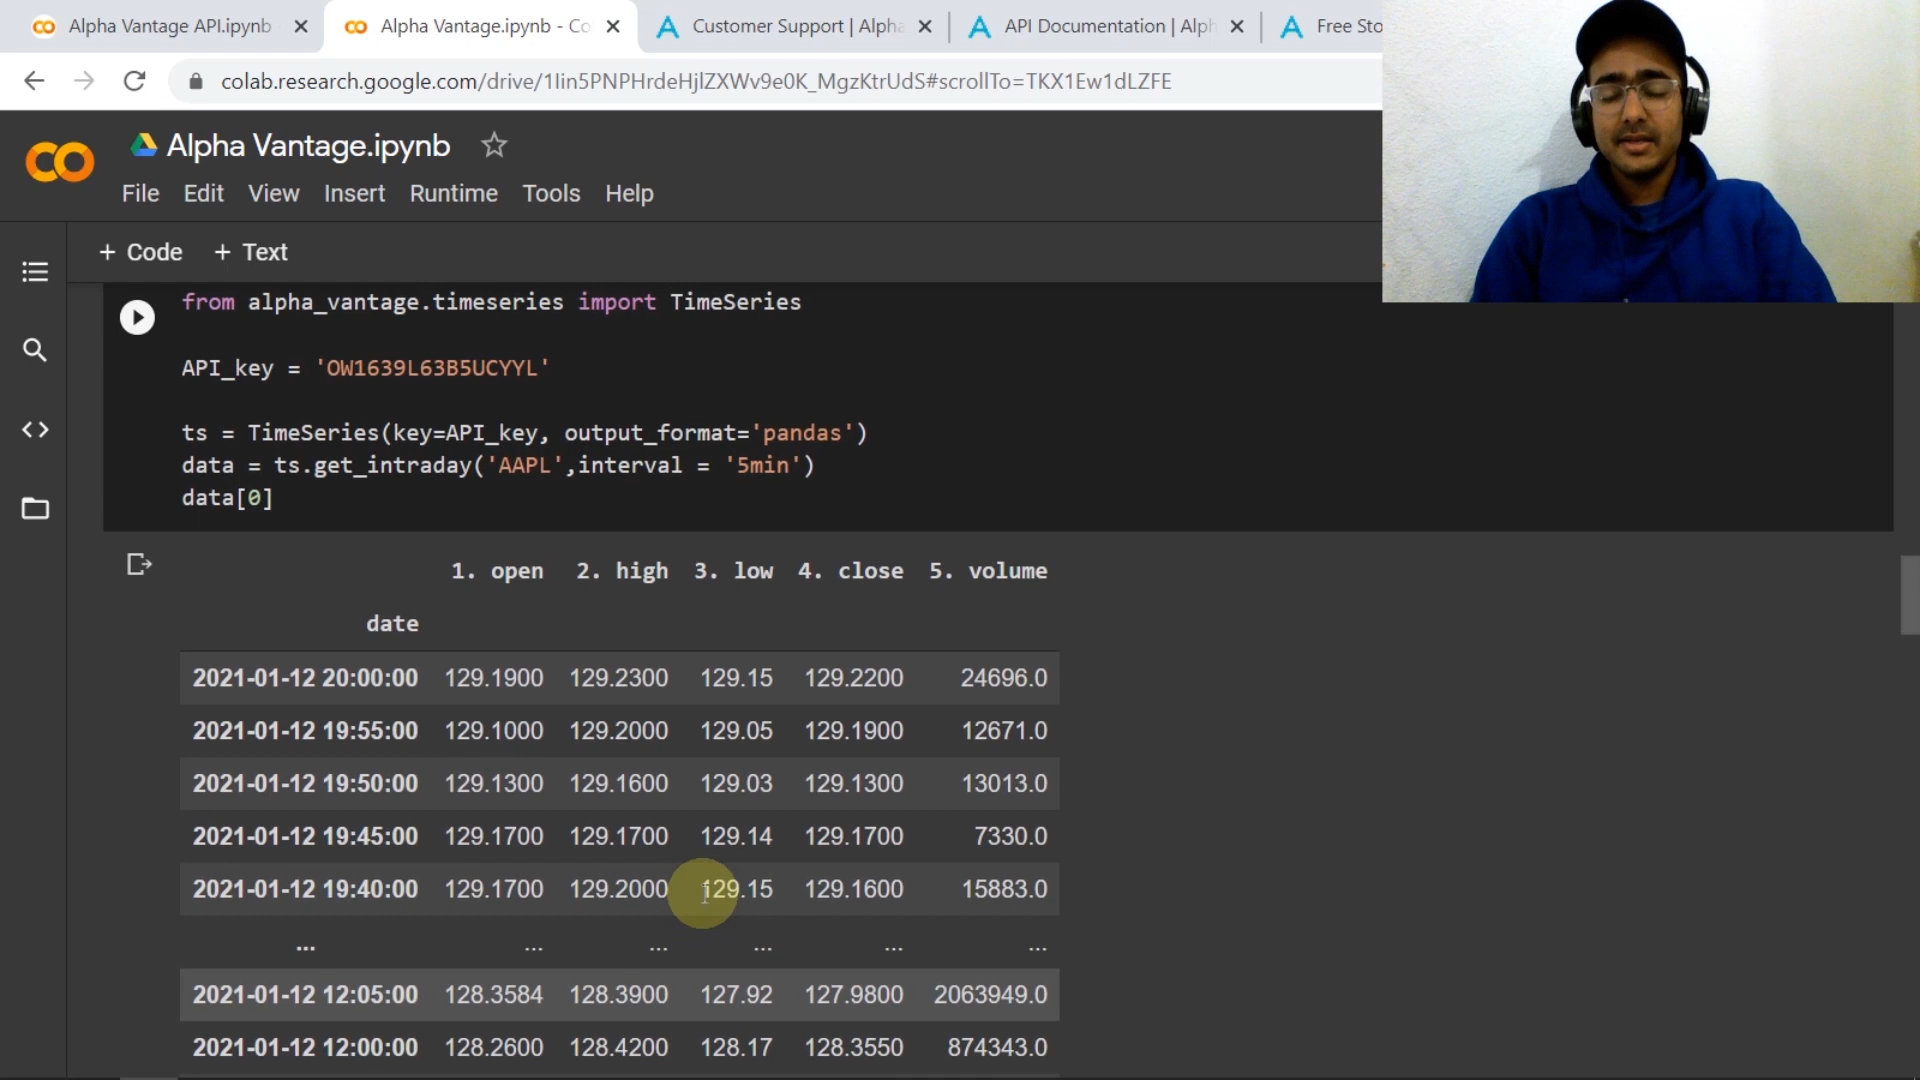 Alpha Vantage API.ipynb
Alpha Vantage.ipynb - Co
Customer Support | Alpha
API Documentation | Alph
Free Sto
colab.research.google.com/drive/1lin5PNPHrdeHjlZXWv9e0K_MgzKtrUdS#scrollTo=TKX1Ew1dLZFE
Alpha Vantage.ipynb
File Edit View Insert Runtime Tools Help
+ Code + Text
from alpha_vantage.timeseries import TimeSeries
API_key = 'OW1639L63B5UCYYL'
ts = TimeSeries(key=API_key, output_format='pandas')
data = ts.get_intraday('AAPL',interval = '5min')
data[0]
1. open 2. high 3. low 4. close 5. volume
date
2021-01-12 20:00:00 129.1900 129.2300 129.15 129.2200 24696.0
2021-01-12 19:55:00 129.1000 129.2000 129.05 129.1900 12671.0
2021-01-12 19:50:00 129.1300 129.1600 129.03 129.1300 13013.0
2021-01-12 19:45:00 129.1700 129.1700 129.14 129.1700 7330.0
2021-01-12 19:40:00 129.1700 129.2000 129.15 129.1600 15883.0
... ... ... ... ... ...
2021-01-12 12:05:00 128.3584 128.3900 127.92 127.9800 2063949.0
2021-01-12 12:00:00 128.2600 128.4200 128.17 128.3550 874343.0